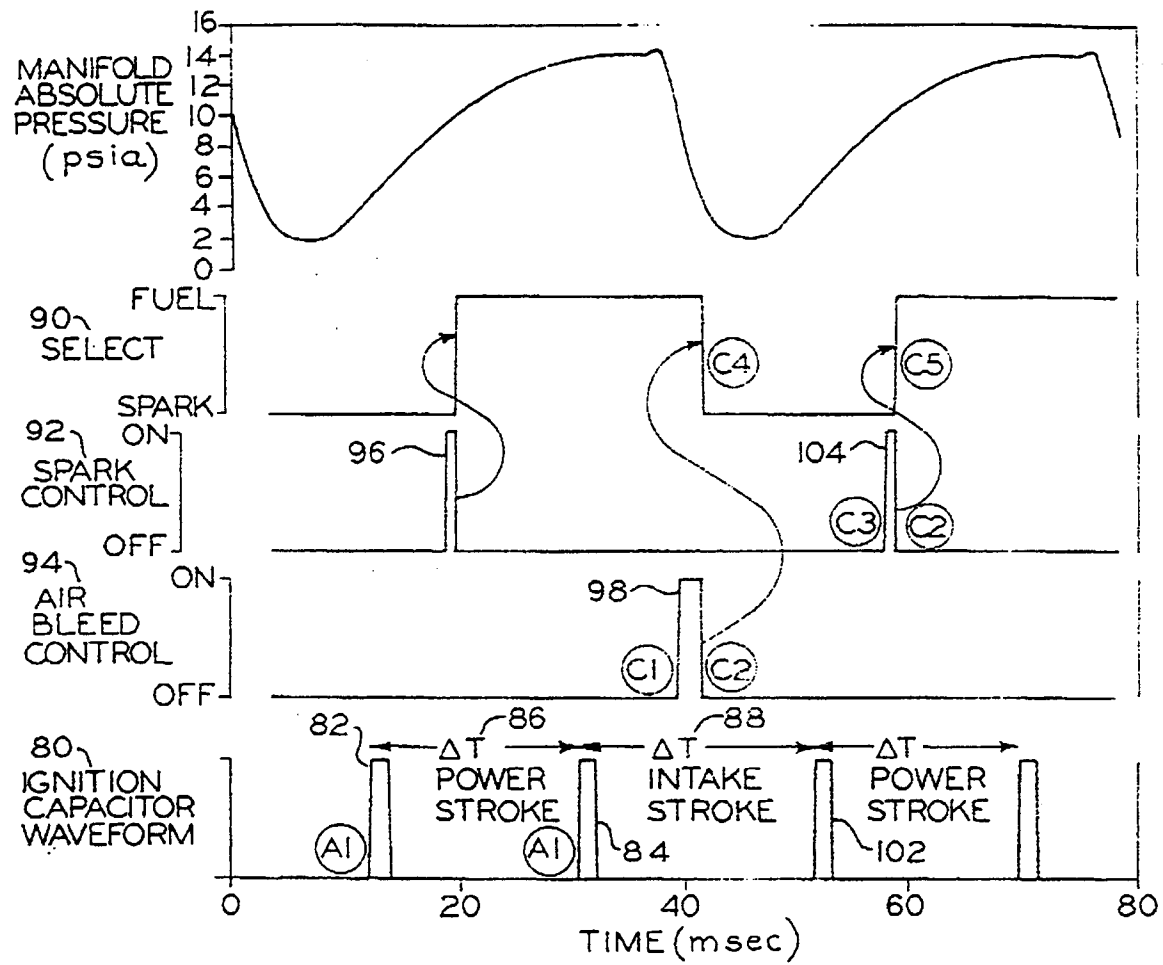 16
14
12
10
8
6
4
2
0
MANIFOLD
ABSOLUTE
PRESSURE
(psia)
FUEL
90
SELECT
SPARK
C4
C5
92
ON
SPARK
CONTROL
OFF
96
104
C3
C2
94
ON
AIR
BLEED
CONTROL
OFF
98
C1
C2
80
IGNITION
CAPACITOR
WAVEFORM
82
86
88
ΔT
POWER
STROKE
ΔT
INTAKE
STROKE
ΔT
POWER
STROKE
A1
A1
84
102
0
20
40
60
80
TIME (msec)